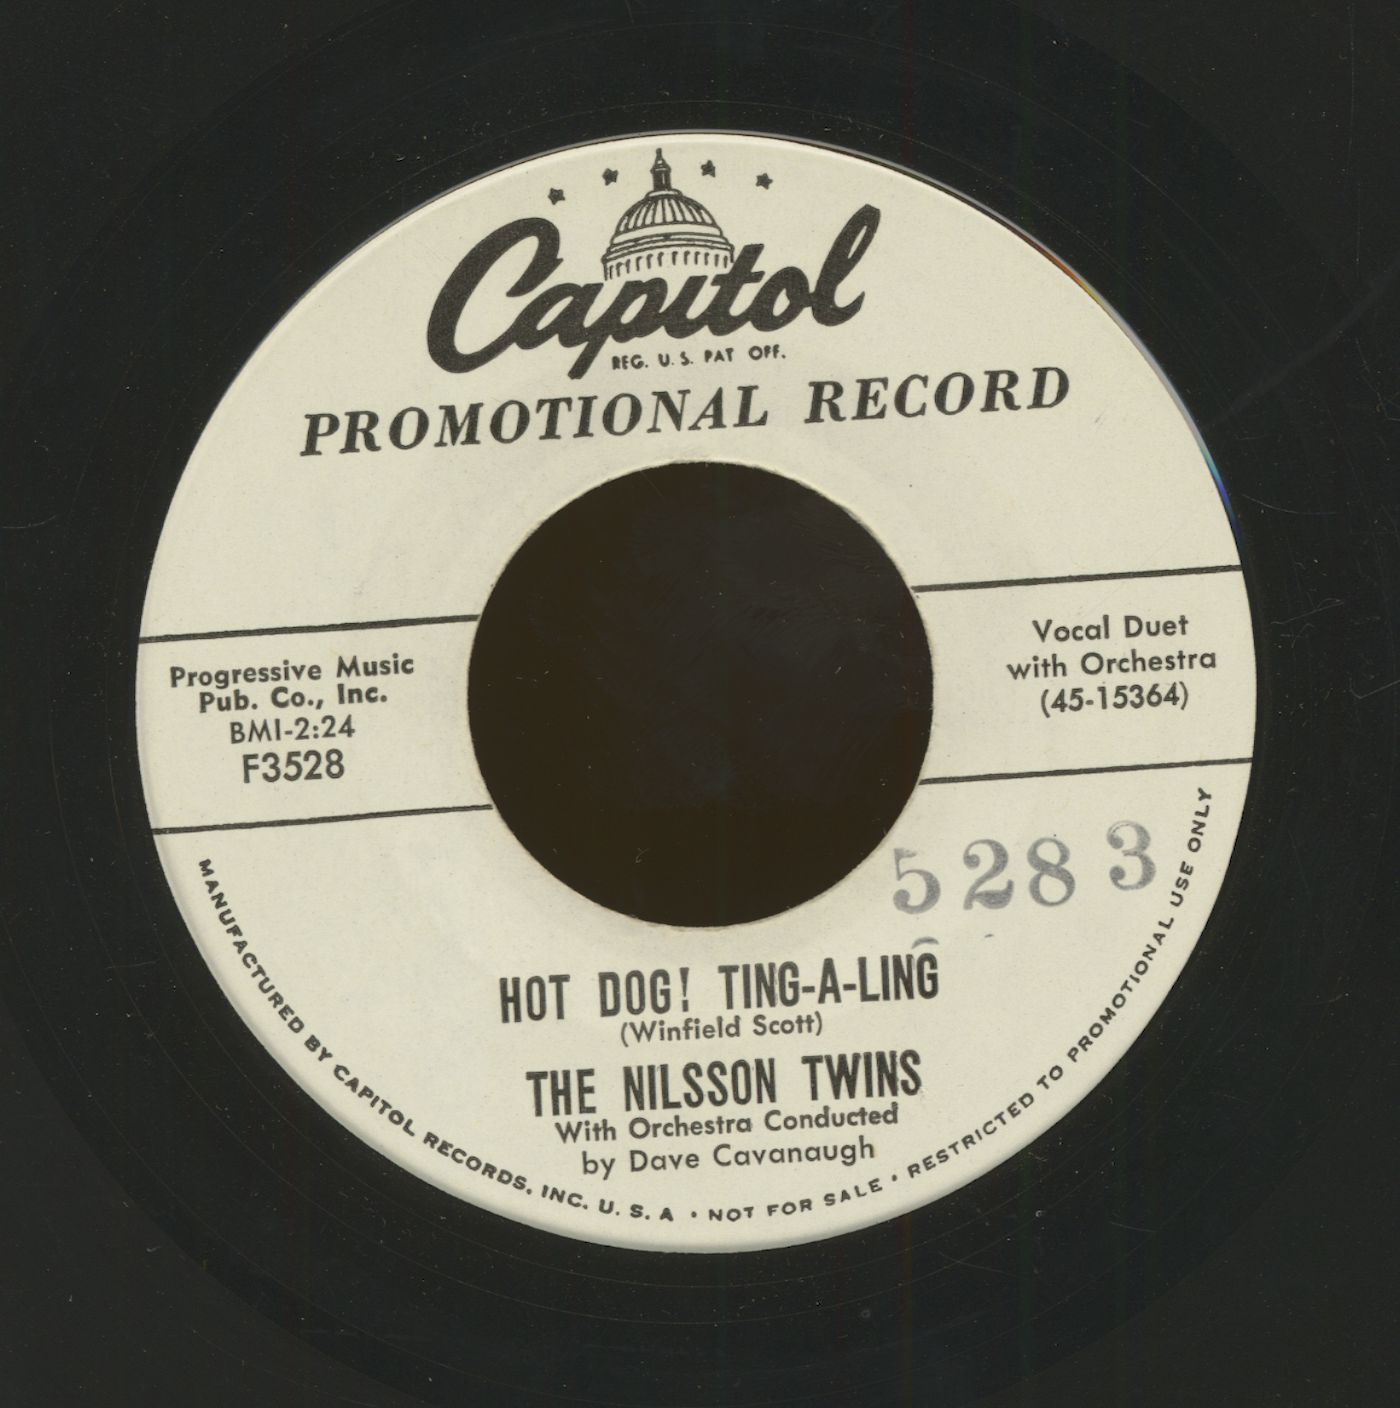 Capitol
REG. U. S. PAT OFF.
PROMOTIONAL RECORD
Progressive Music
Pub. Co., Inc.
BMI-2:24
F3528
Vocal Duet
with Orchestra
(45-15364)
5283
HOT DOG! TING-A-LING
(Winfield Scott)
THE NILSSON TWINS
With Orchestra Conducted
by Dave Cavanaugh
MANUFACTURED BY CAPITOL RECORDS, INC. U. S. A • NOT FOR SALE • RESTRICTED TO PROMOTIONAL USE ONLY